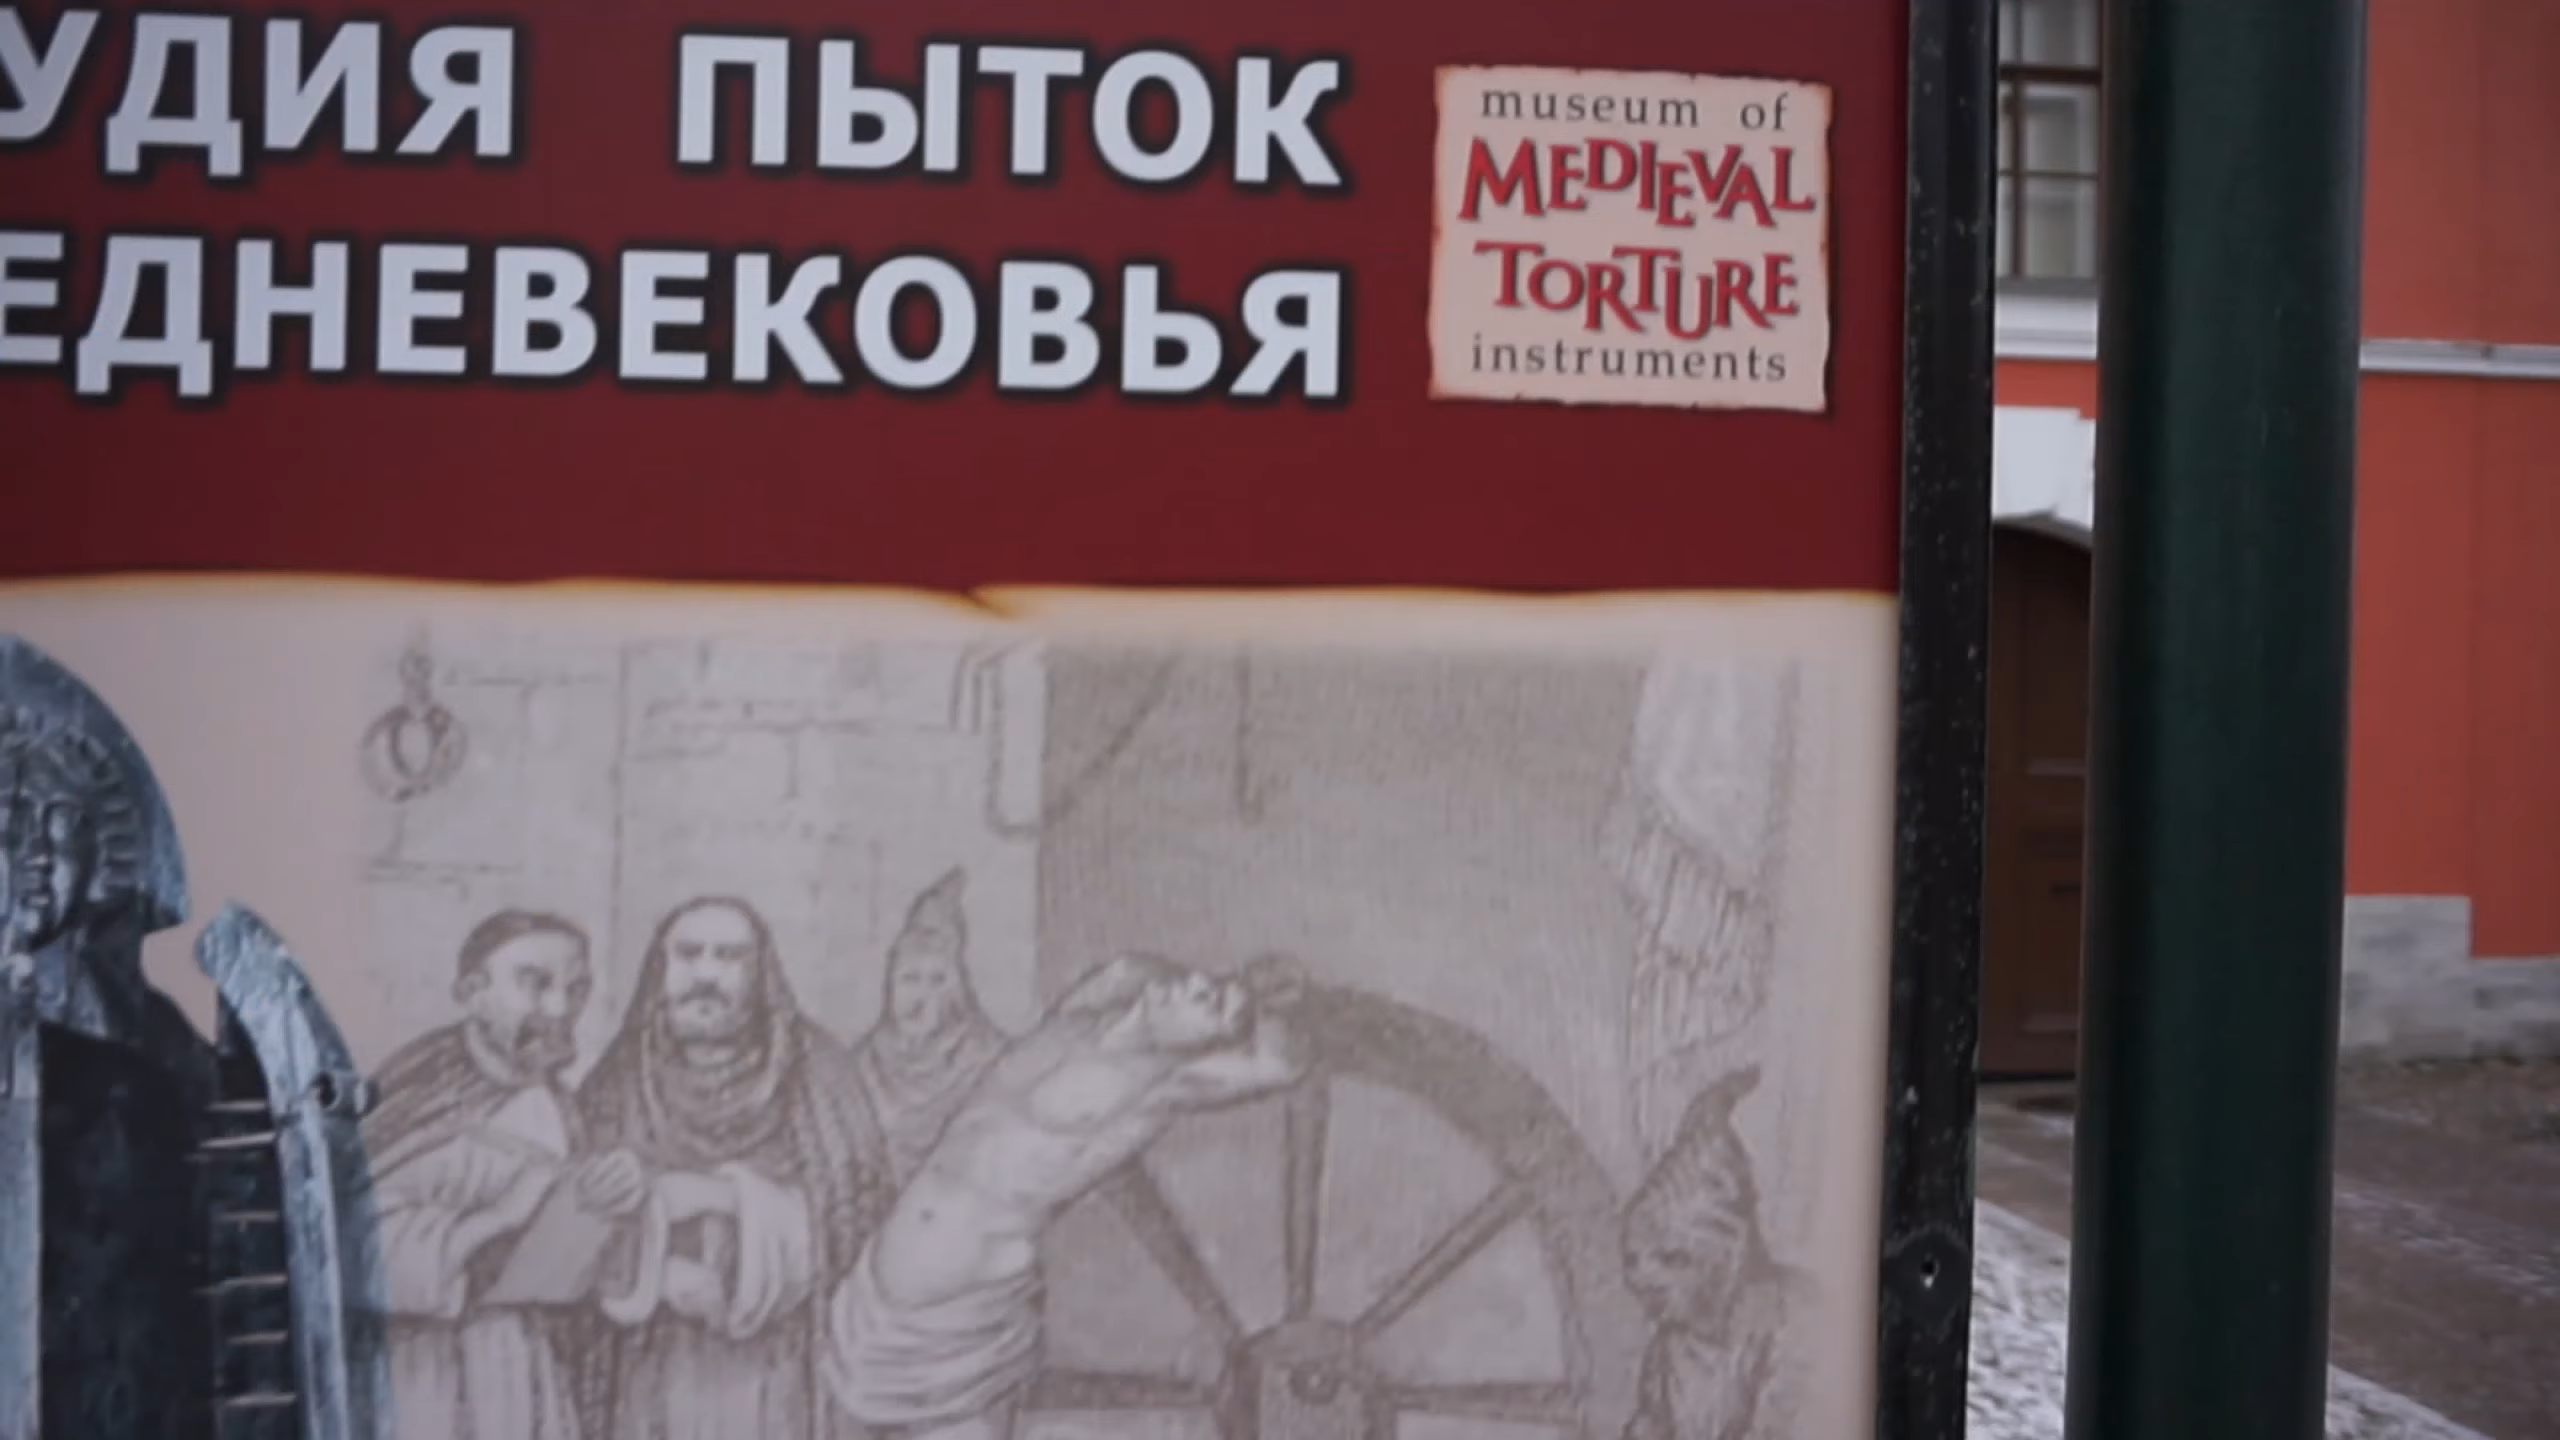 УДИЯ ПЫТОК
ЕДНЕВЕКОВЬЯ
museum of
MEDIEVAL
TORTURE
instruments